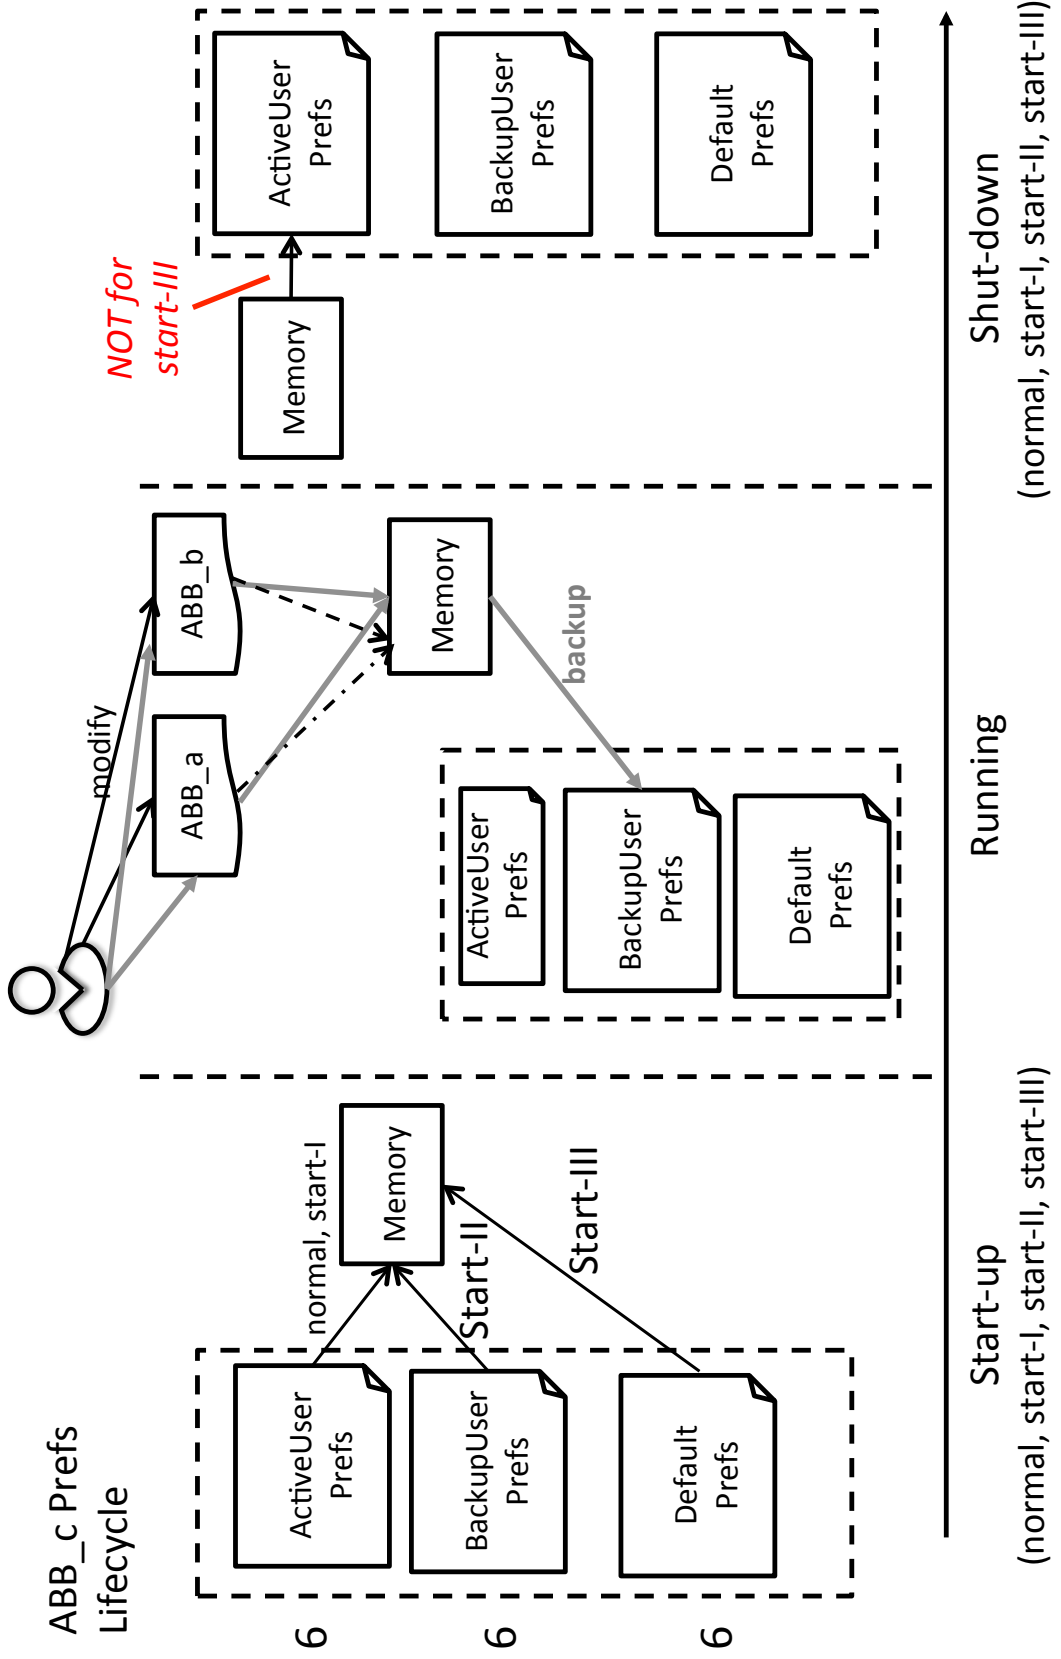 ABB_c Prefs
Lifecycle
6
6
6
ActiveUser
Prefs
BackupUser
Prefs
Default
Prefs
normal, start-I
Start-II
Start-III
Memory
Start-up
(normal, start-I, start-II, start-III)
modify
ABB_a
ABB_b
Memory
backup
ActiveUser
Prefs
BackupUser
Prefs
Default
Prefs
Running
NOT for
start-III
Memory
ActiveUser
Prefs
BackupUser
Prefs
Default
Prefs
Shut-down
(normal, start-I, start-II, start-III)